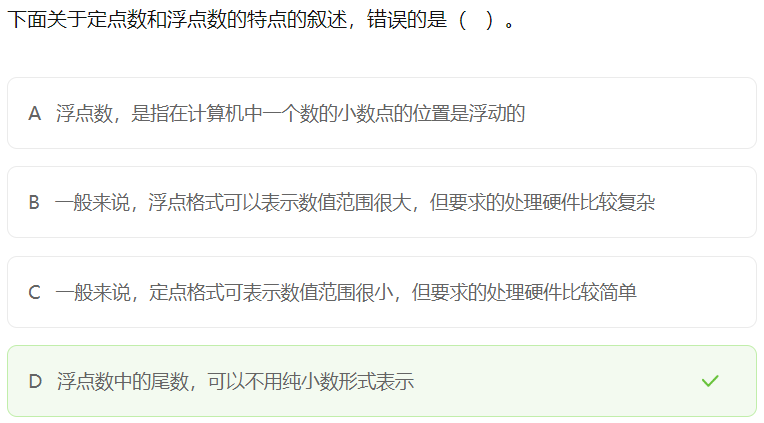 下面关于定点数和浮点数的特点的叙述，错误的是（　）。
A 浮点数，是指在计算机中一个数的小数点的位置是浮动的
B 一般来说，浮点格式可以表示数值范围很大，但要求的处理硬件比较复杂
C 一般来说，定点格式可表示数值范围很小，但要求的处理硬件比较简单
D 浮点数中的尾数，可以不用纯小数形式表示